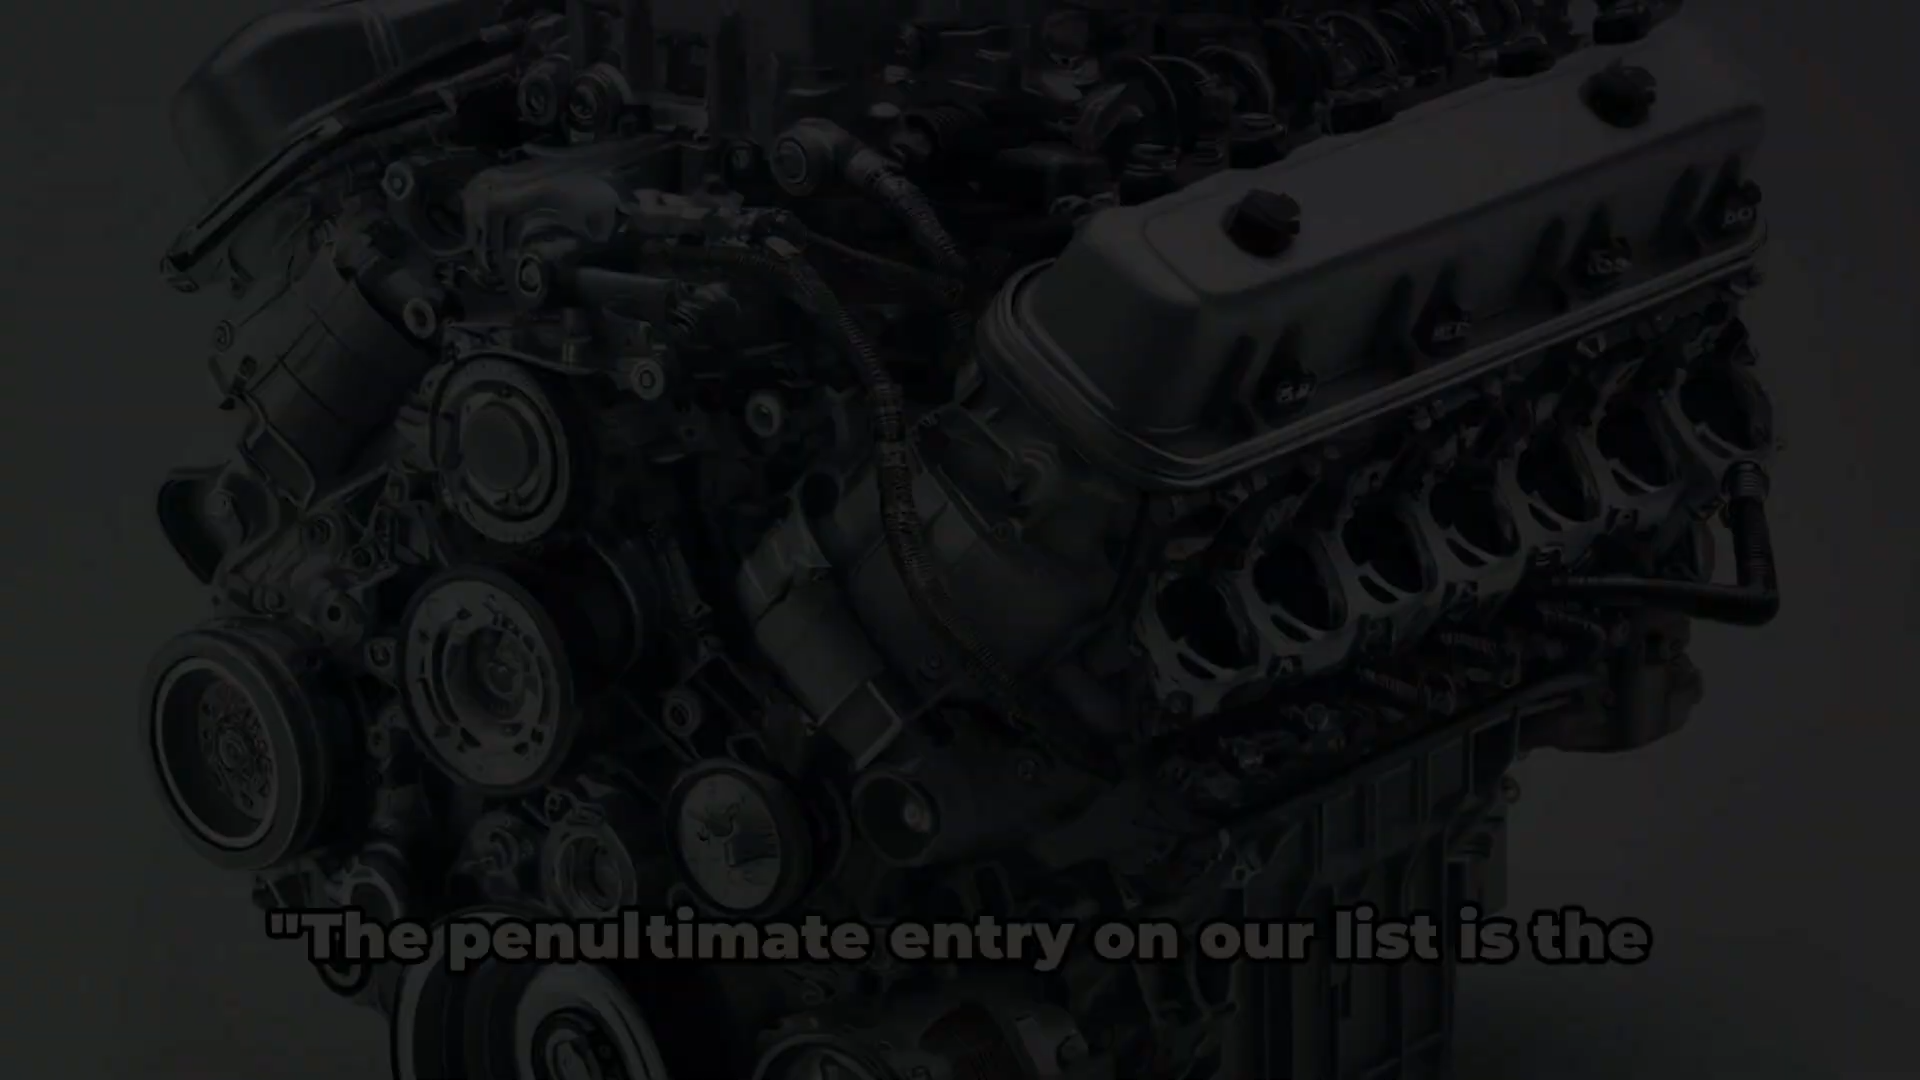 "The penultimate entry on our list is the